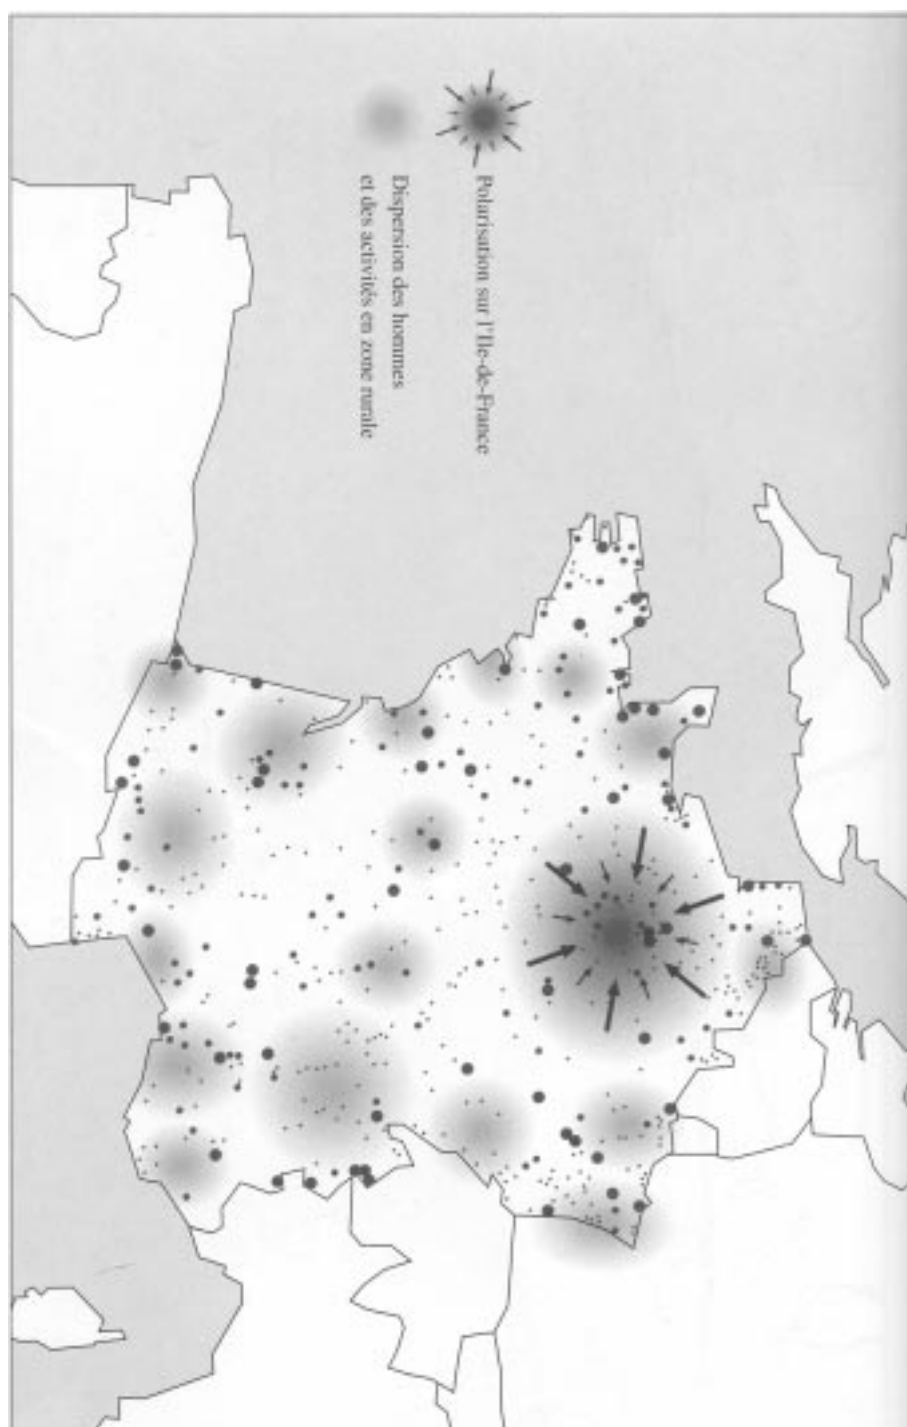 Polarisation sur l'Ile-de-France
Dispersion des hommes
et des activités en zone rurale